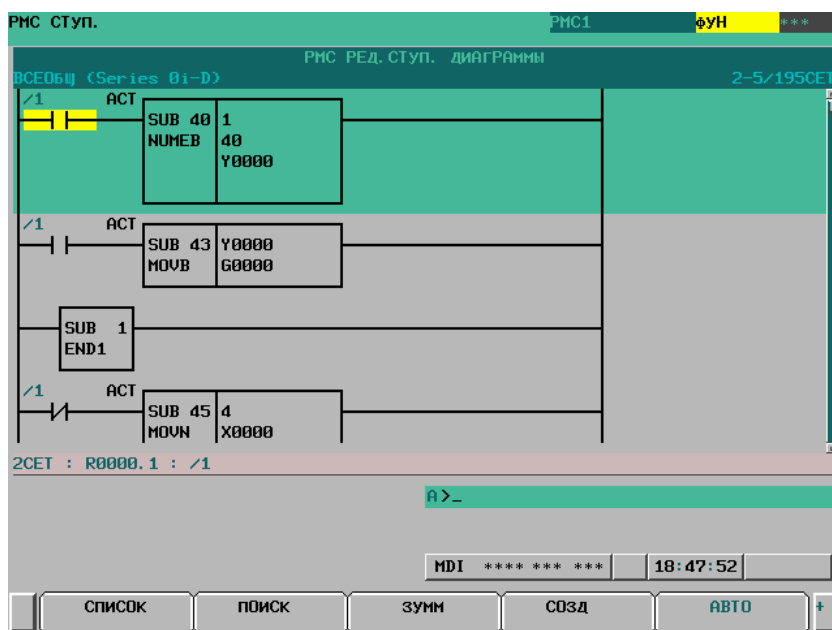 РМС СТУП. РМС1 ФУН ***
РМС РЕД.СТУП. ДИАГРАММЫ
ВСЕОБЩ (Series 0i-D) 2-5/195СЕТ
/1 ACT
SUB 40 1
NUMEB 40
Y0000
/1 ACT
SUB 43 Y0000
MOVB G0000
SUB 1
END1
/1 ACT
SUB 45 4
MOVN X0000
2СЕТ : R0000.1 : /1
A>_
MDI **** *** *** 18:47:52
СПИСОК ПОИСК ЗУММ СОЗД АВТО +